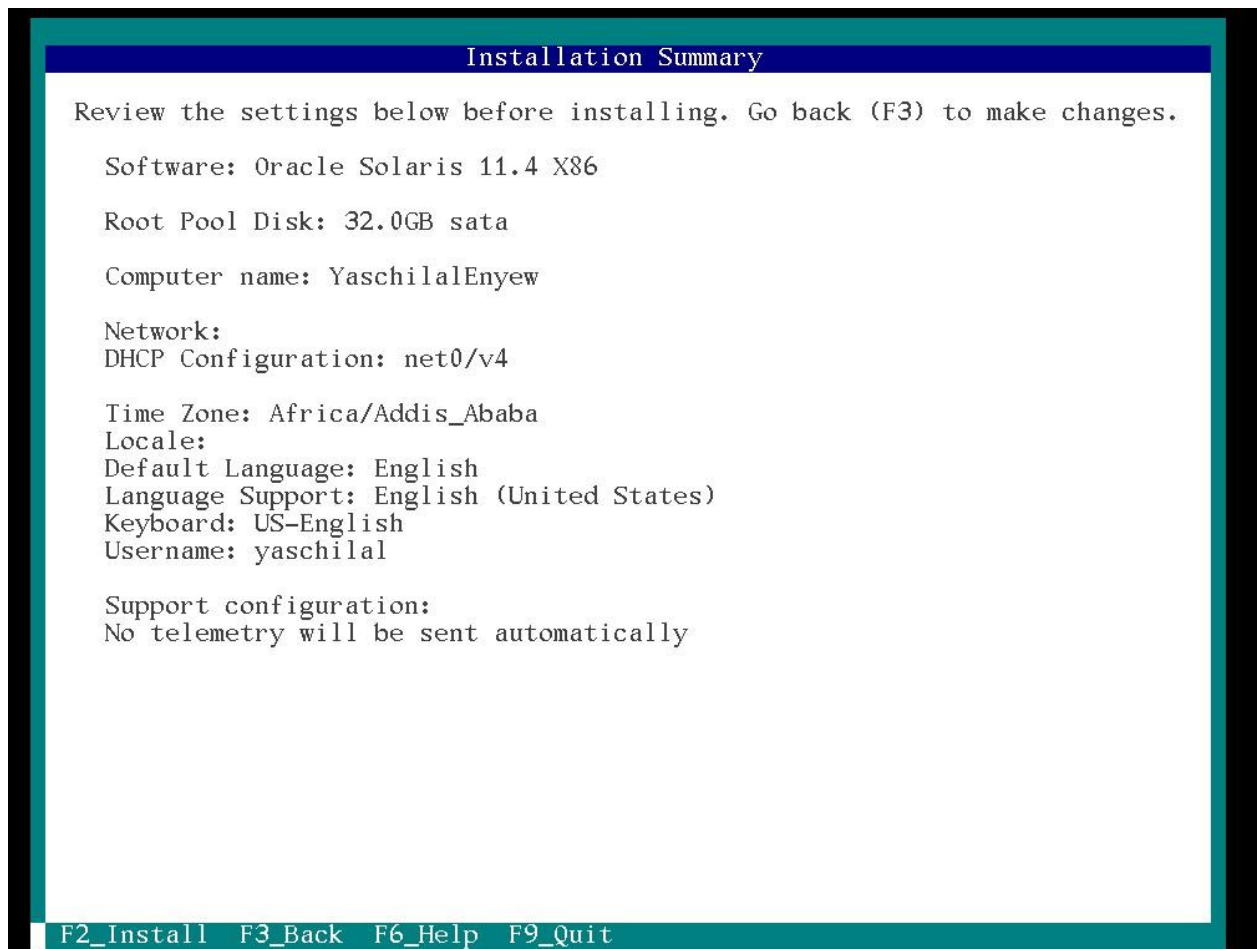 Installation Summary
Review the settings below before installing. Go back (F3) to make changes.
Software: Oracle Solaris 11.4 X86
Root Pool Disk: 32.0GB sata
Computer name: YaschilalEnyew
Network:
DHCP Configuration: net0/v4
Time Zone: Africa/Addis_Ababa
Locale:
Default Language: English
Language Support: English (United States)
Keyboard: US-English
Username: yaschilal
Support configuration:
No telemetry will be sent automatically
F2_Install F3_Back F6_Help F9_Quit